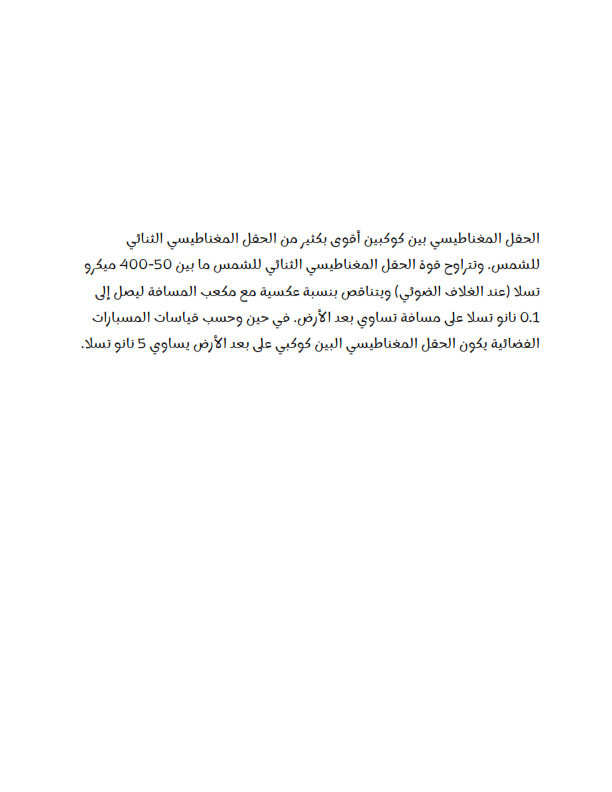 الحقل المغناطيسي بين كوكبين أقوى بكثير من الحقل المغناطيسي الثنائي
للشمس. وتتراوح قوة الحقل المغناطيسي الثنائي للشمس ما بين 50-400 ميكرو
تسلا (عند الغلاف الضوئي) ويتناقص بنسبة عكسية مع مكعب المسافة ليصل إلى
0.1 نانو تسلا على مسافة تساوي بعد الأرض. في حين وحسب قياسات المسبارات
الفضائية يكون الحقل المغناطيسي البين كوكبي على بعد الأرض يساوي 5 نانو تسلا.